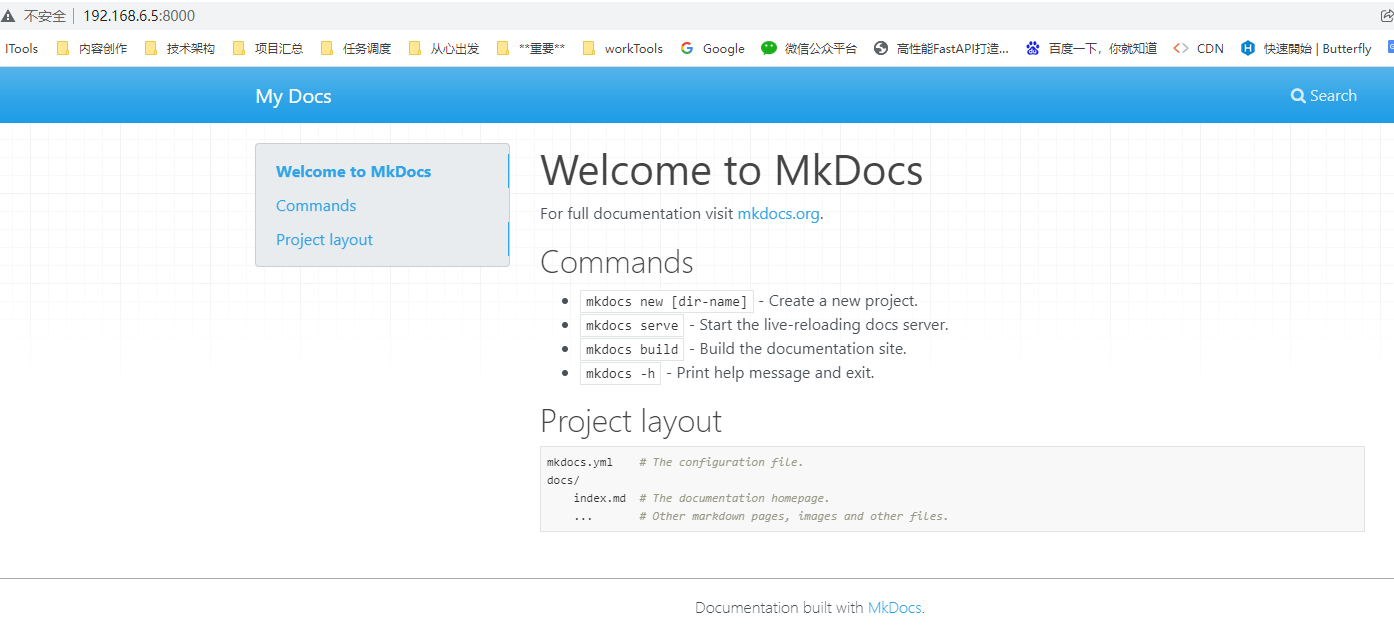 不安全 | 192.168.6.5:8000
ITools 内容创作 技术架构 项目汇总 任务调度 从心出发 **重要** workTools Google 微信公众平台 高性能FastAPI打造... 百度一下，你就知道 CDN 快速開始 | Butterfly
My Docs Search
Welcome to MkDocs
Commands
Project layout
Welcome to MkDocs
For full documentation visit mkdocs.org.
Commands
mkdocs new [dir-name] - Create a new project.
mkdocs serve - Start the live-reloading docs server.
mkdocs build - Build the documentation site.
mkdocs -h - Print help message and exit.
Project layout
mkdocs.yml    # The configuration file.
docs/
    index.md  # The documentation homepage.
    ...       # Other markdown pages, images and other files.
Documentation built with MkDocs.